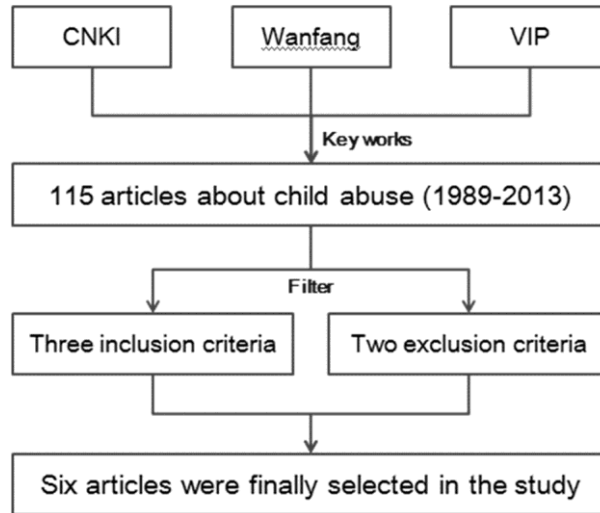 CNKI
Wanfang
VIP
Key works
115 articles about child abuse (1989-2013)
Filter
Three inclusion criteria
Two exclusion criteria
Six articles were finally selected in the study